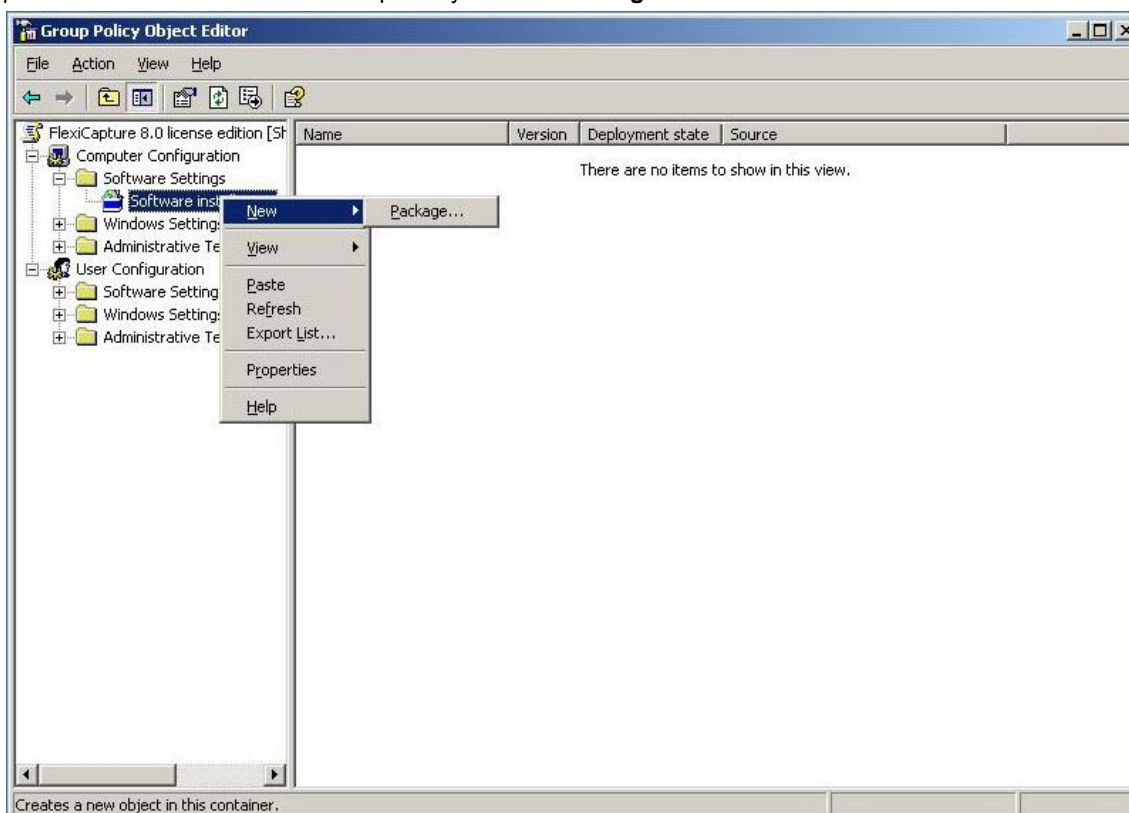 Group Policy Object Editor
File Action View Help
FlexiCapture 8.0 license edition [Sh
Computer Configuration
Software Settings
Software inst
Windows Setting
Administrative Te
User Configuration
Software Setting
Windows Setting
Administrative Te
New
View
Paste
Refresh
Export List...
Properties
Help
Package...
Name Version Deployment state Source
There are no items to show in this view.
Creates a new object in this container.